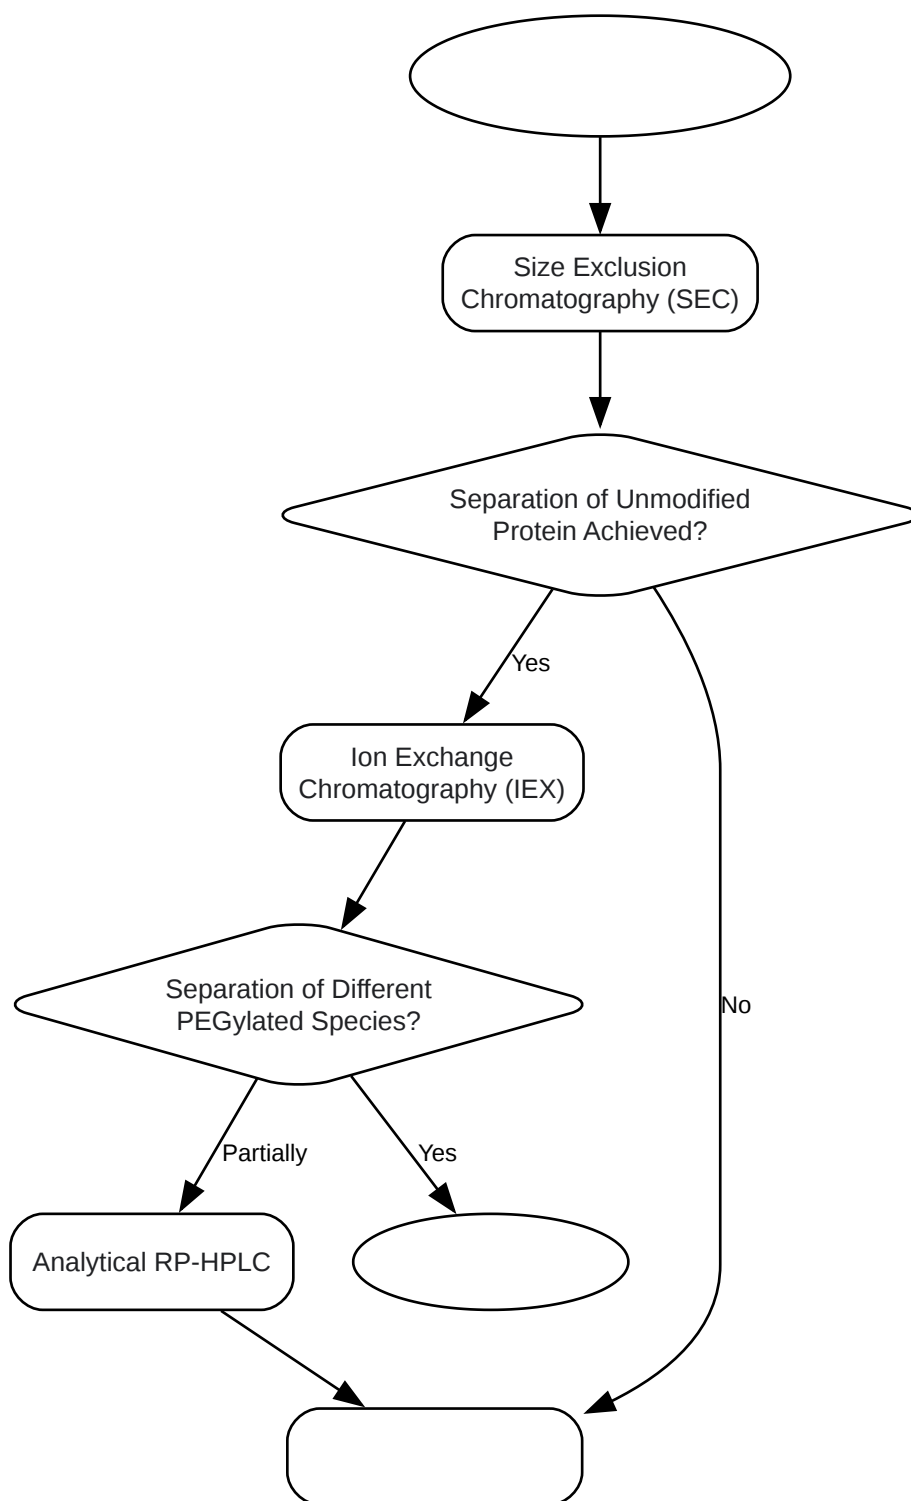 Size Exclusion
Chromatography (SEC)
Separation of Unmodified
Protein Achieved?
Yes
Ion Exchange
Chromatography (IEX)
Separation of Different
PEGylated Species?
No
Partially
Yes
Analytical RP-HPLC